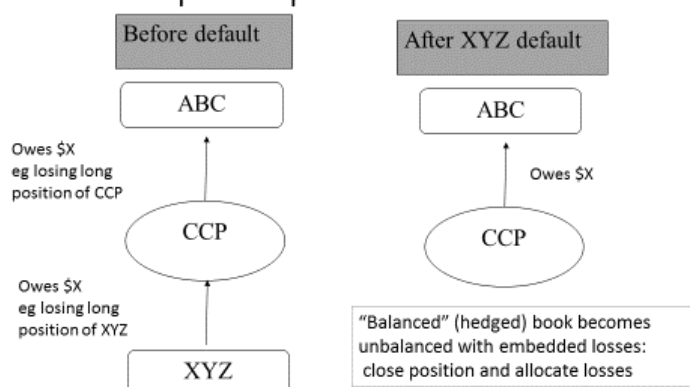 Before default
ABC
Owes $X
eg losing long
position of CCP
CCP
Owes $X
eg losing long
position of XYZ
XYZ
After XYZ default
ABC
Owes $X
CCP
“Balanced” (hedged) book becomes
unbalanced with embedded losses:
close position and allocate losses